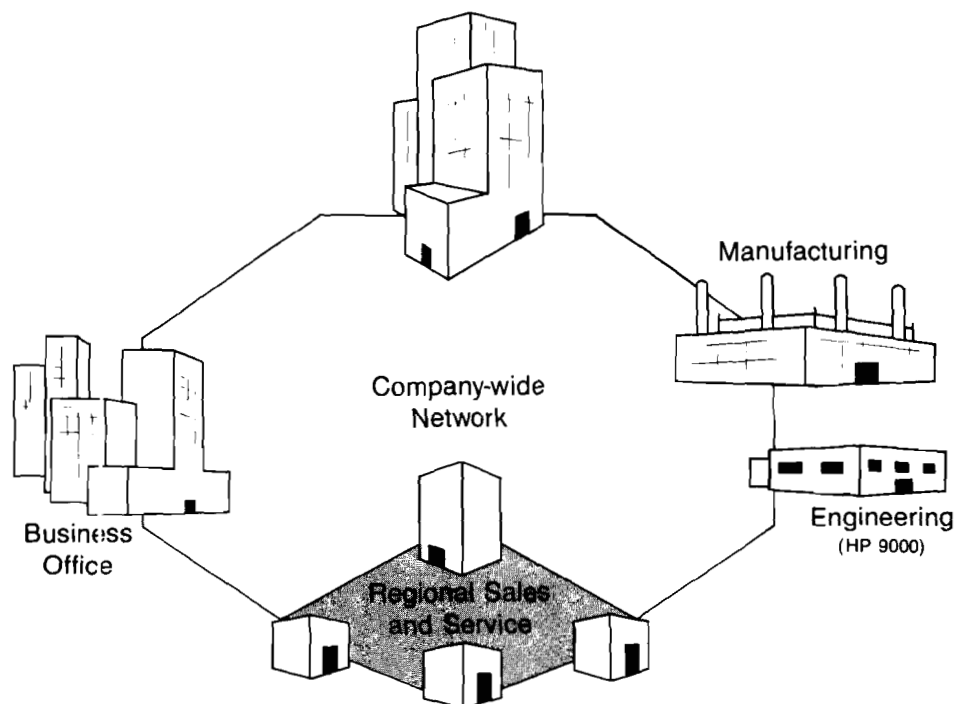 Manufacturing
Company-wide
Network
Business
Office
Engineering
(HP 9000)
Regional Sales
and Service